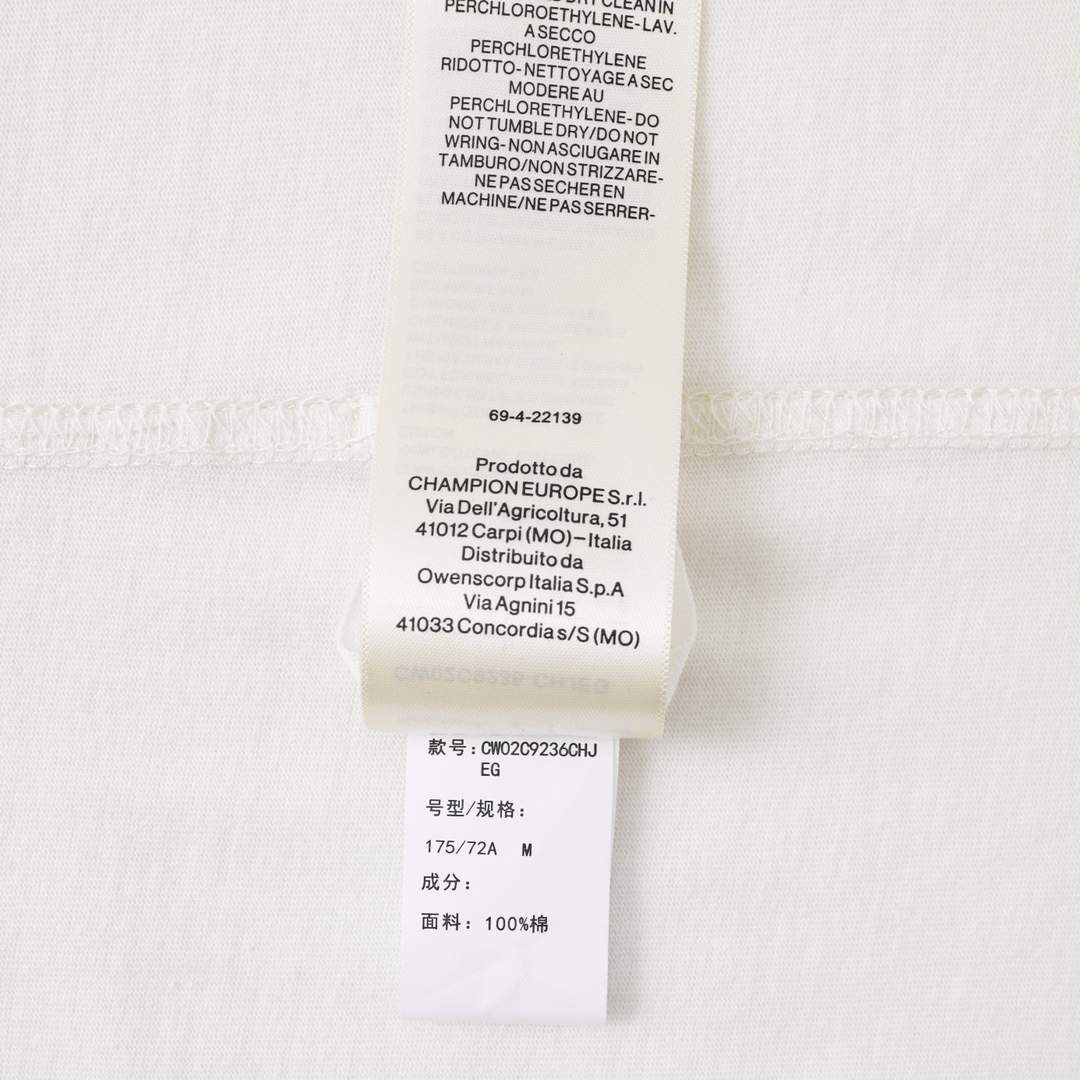 DRY CLEAN IN
PERCHLOROETHYLENE-LAV.
A SECCO
PERCHLORETHYLENE
RIDOTTO-NETTOYAGE A SEC
MODERE AU
PERCHLORETHYLENE-DO
NOT TUMBLE DRY/DO NOT
WRING-NON ASCIUGARE IN
TAMBURO/NON STRIZZARE-
NE PAS SECHER EN
MACHINE/NE PAS SERRER-
69-4-22139
Prodotto da
CHAMPION EUROPE S.r.l.
Via Dell'Agricoltura, 51
41012 Carpi (MO)-Italia
Distribuito da
Owenscorp Italia S.p.A
Via Agnini 15
41033 Concordia s/S (MO)
款号:CW02C9236CHJ
EG
号型/规格:
175/72A M
成分:
面料: 100%棉